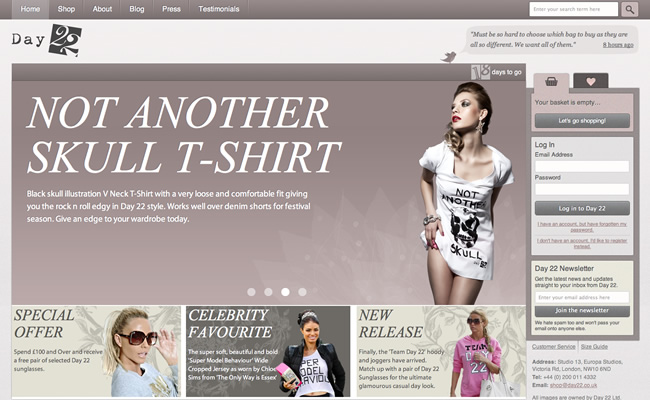 Home Shop About Blog Press Testimonials
Enter your search term here
Day 22
"Must be so hard to choose which bag to buy as they are
all so different. We want all of them."
8 hours ago
18 days to go
NOT ANOTHER
SKULL T-SHIRT
Black skull illustration V Neck T-Shirt with a very loose and comfortable fit giving
you the rock n roll edgy in Day 22 style. Works well over denim shorts for festival
season. Give an edge to your wardrobe today.
NOT
ANOTHER
SKULL
Your basket is empty...
Let's go shopping!
Log In
Email Address
Password
Log in to Day 22
I have an account, but have forgotten my
password.
I don't have an account, I'd like to register
instead.
Day 22 Newsletter
Get the latest news and updates
straight to your inbox from Day 22.
Enter your email address here
Join the newsletter
We hate spam too and won't pass your
email onto anyone else.
SPECIAL
OFFER
Spend £100 and Over and receive
a free pair of selected Day 22
sunglasses.
CELEBRITY
FAVOURITE
The super soft, beautiful and bold
'Super Model Behaviour' Wide
Cropped Jersey as worn by Chloe
Sims from 'The Only Way is Essex'
NEW
RELEASE
Finally, the 'Team Day 22' hoody
and joggers have arrived.
Match up with a pair of Day 22
Sunglasses for the ultimate
glamourous casual day look.
TEAM
DAY
22
Customer Service Size Guide
Address: Studio 13, Europa Studios,
Victoria Road, London, NW10 6ND
Tel: +44 (0) 200 011 4332
Email: shop@day22.co.uk
All images are owned by Day 22 Ltd.